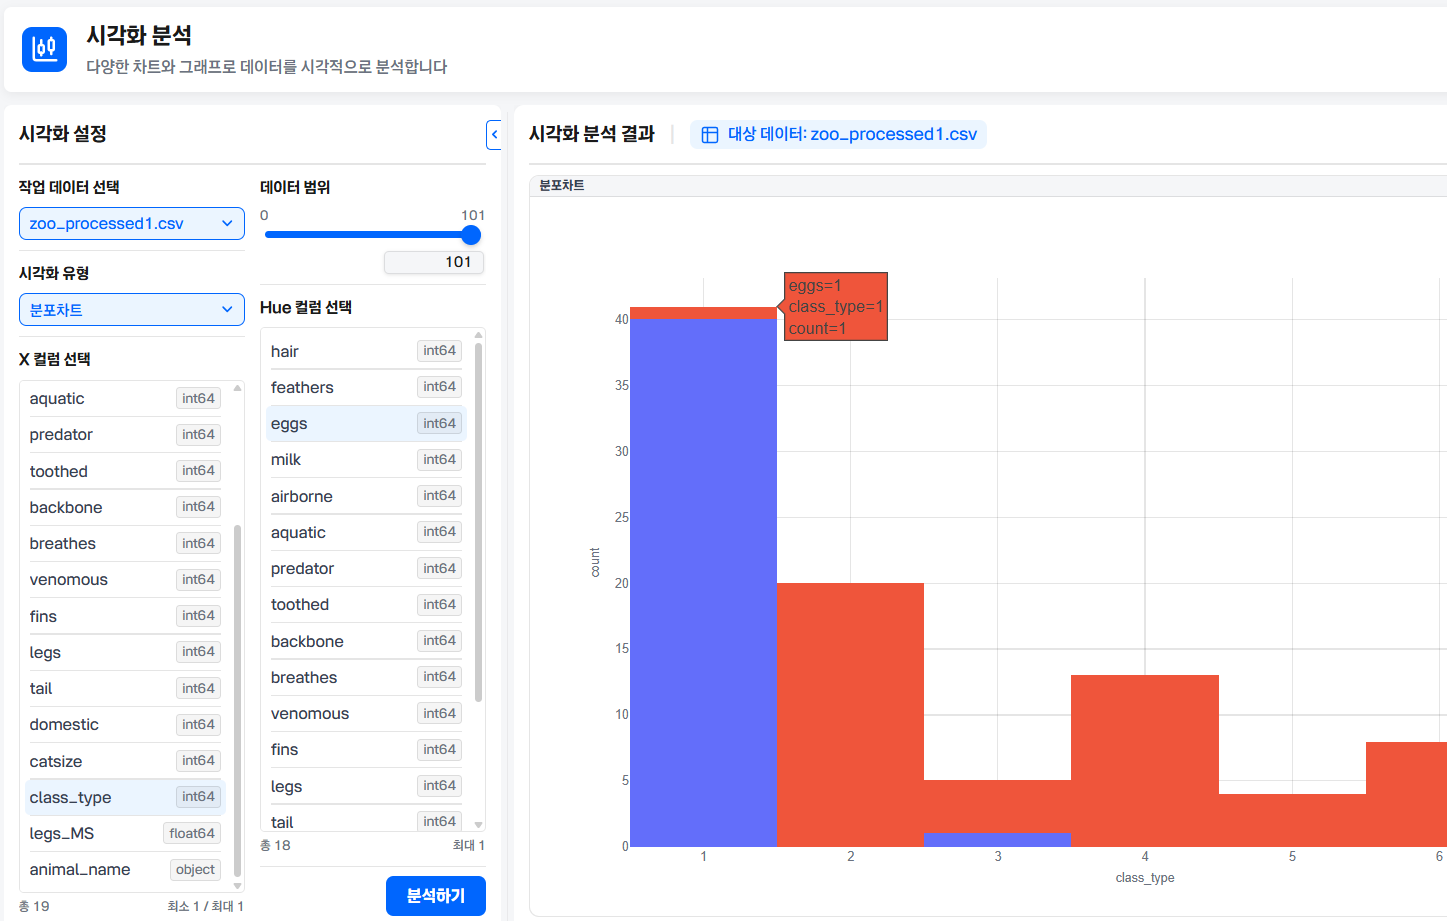 시각화 분석
다양한 차트와 그래프로 데이터를 시각적으로 분석합니다
시각화 설정
작업 데이터 선택
zoo_processed1.csv
시각화 유형
분포차트
X 컬럼 선택
aquatic int64
predator int64
toothed int64
backbone int64
breathes int64
venomous int64
fins int64
legs int64
tail int64
domestic int64
catsize int64
class_type int64
legs_MS float64
animal_name object
총 19 최소 1 / 최대 1
데이터 범위
0 101
101
Hue 컬럼 선택
hair int64
feathers int64
eggs int64
milk int64
airborne int64
aquatic int64
predator int64
toothed int64
backbone int64
breathes int64
venomous int64
fins int64
legs int64
tail int64
총 18 최대 1
분석하기
시각화 분석 결과 대상 데이터: zoo_processed1.csv
분포차트
eggs=1
class_type=1
count=1
40
35
30
25
20
15
10
5
0
count
1 2 3 4 5 6
class_type